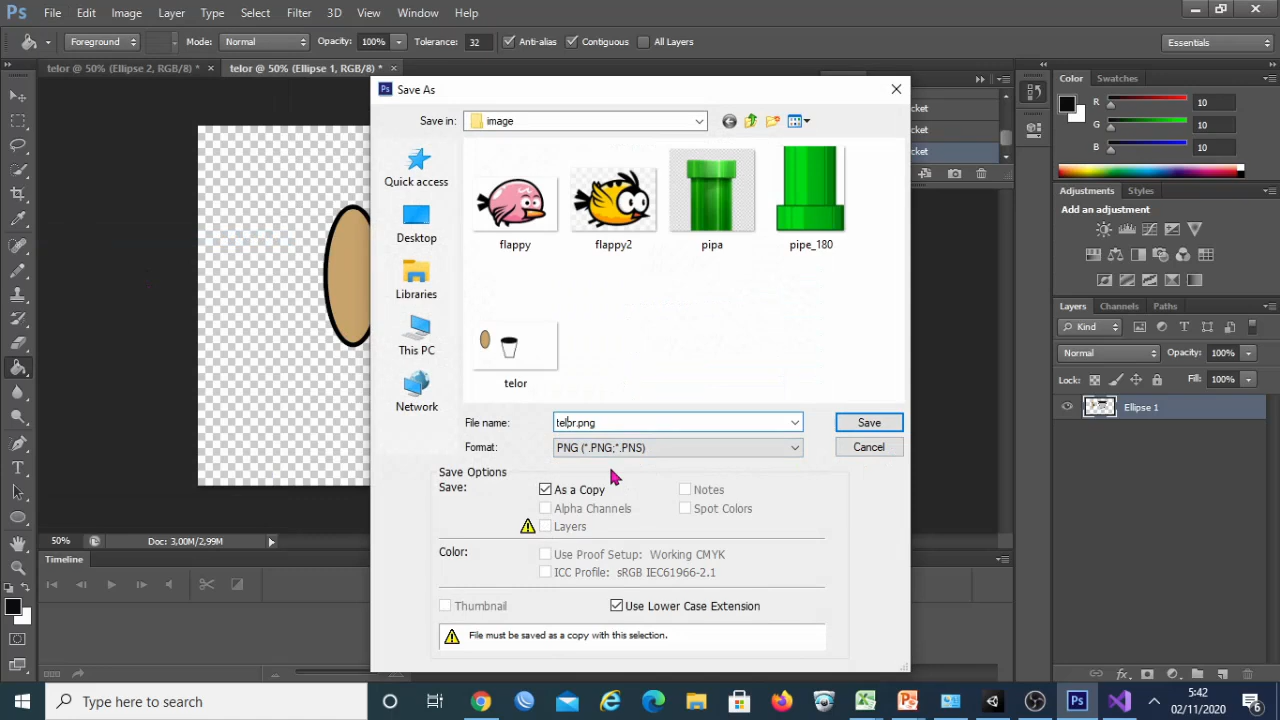 Ps File Edit Image Layer Type Select Filter 3D View Window Help
Foreground Mode: Normal Opacity: 100% Tolerance: 32 Anti-alias Contiguous All Layers Essentials
telor @ 50% (Ellipse 2, RGB/8) * × telor @ 50% (Ellipse 1, RGB/8) * ×
Ps Save As
Save in: image
Quick access
Desktop
Libraries
This PC
Network
flappy flappy2 pipa pipe_180
telor
File name: telor.png Save
Format: PNG (*.PNG;*.PNS) Cancel
Save Options
Save: As a Copy Notes
Alpha Channels Spot Colors
Layers
Color: Use Proof Setup: Working CMYK
ICC Profile: sRGB IEC61966-2.1
Thumbnail Use Lower Case Extension
File must be saved as a copy with this selection.
cket
cket
cket
Color Swatches
R 10
G 10
B 10
Adjustments Styles
Add an adjustment
Layers Channels Paths
Kind
Normal Opacity: 100%
Lock: Fill: 100%
Ellipse 1
50% Doc: 3,00M/2,99M
Timeline
Type here to search
Ps
5:42
02/11/2020
6